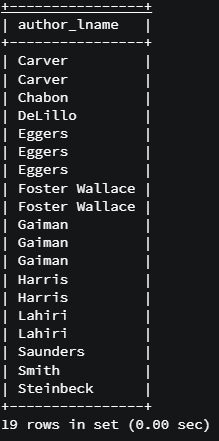 +----------------+
| author_lname   |
+----------------+
| Carver         |
| Carver         |
| Chabon         |
| DeLillo        |
| Eggers         |
| Eggers         |
| Eggers         |
| Foster Wallace |
| Foster Wallace |
| Gaiman         |
| Gaiman         |
| Gaiman         |
| Harris         |
| Harris         |
| Lahiri         |
| Lahiri         |
| Saunders       |
| Smith          |
| Steinbeck      |
+----------------+
19 rows in set (0.00 sec)